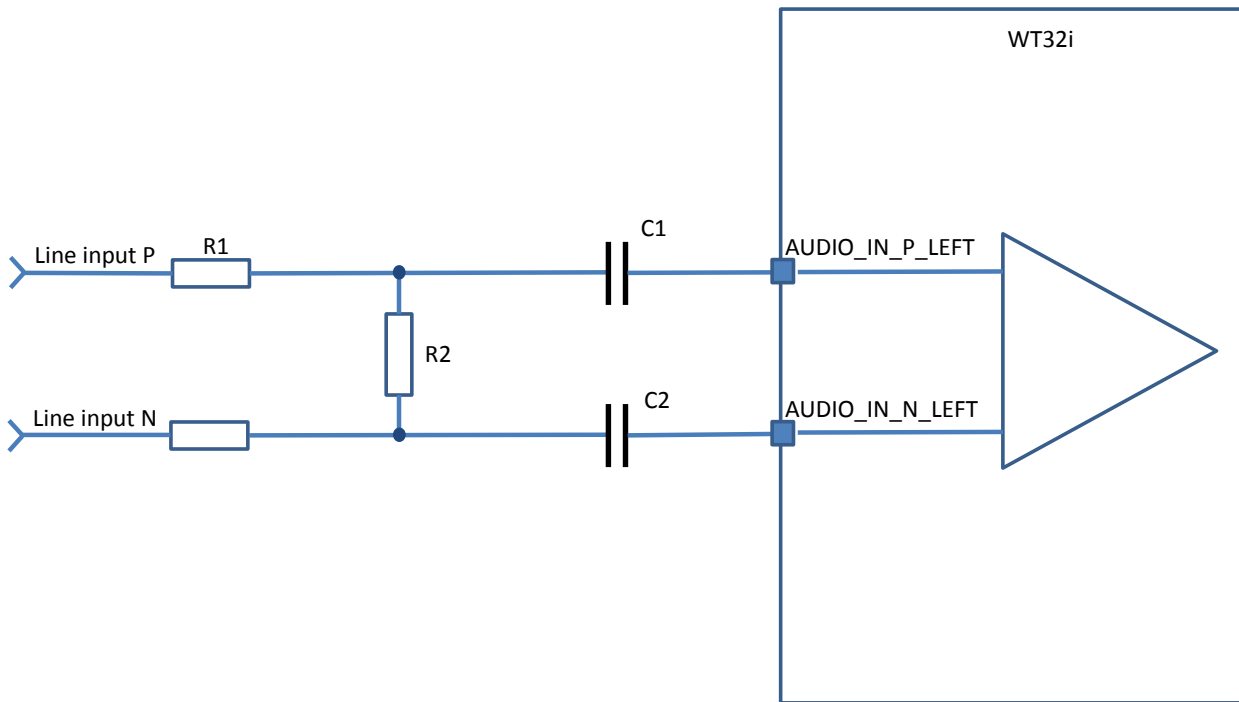 WT32i
C1
Line input P
R1
AUDIO_IN_P_LEFT
R2
C2
Line input N
AUDIO_IN_N_LEFT